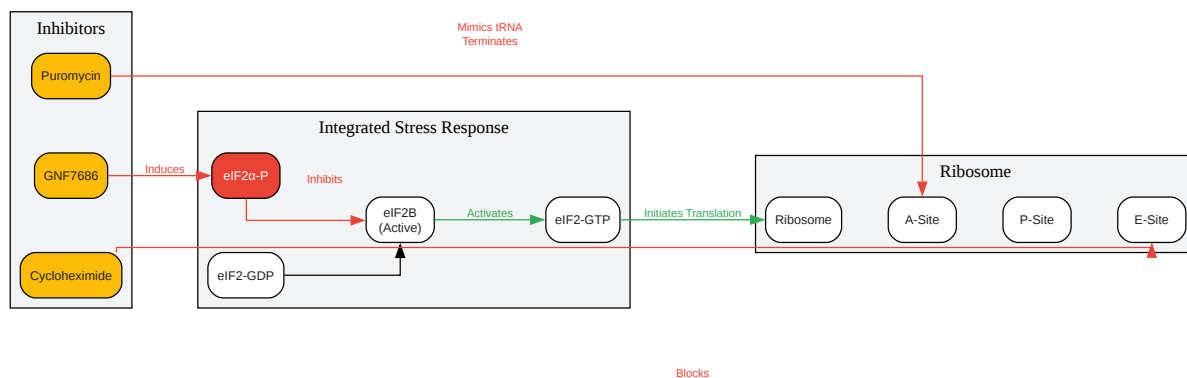 Inhibitors
Mimics tRNA
Terminates
Puromycin
Integrated Stress Response
GNF7686
Induces
eIF2α-P
Inhibits
Ribosome
eIF2B
(Active)
Activates
eIF2-GTP
Initiates Translation
Ribosome
A-Site
P-Site
E-Site
Cycloheximide
eIF2-GDP
Blocks